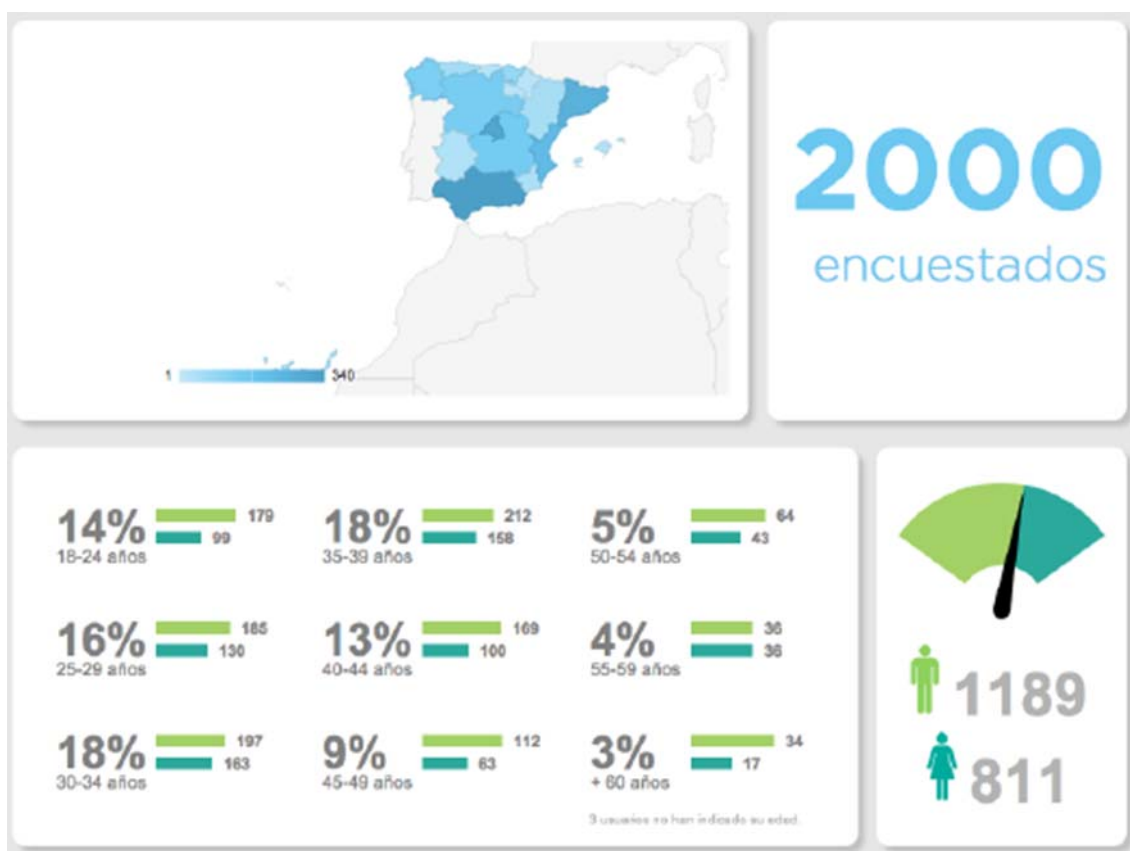 2000
encuestados
1
340
14%
179
99
18-24 años
18%
212
158
35-39 años
5%
64
43
50-54 años
16%
185
130
25-29 años
13%
169
100
40-44 años
4%
36
36
55-59 años
18%
197
163
30-34 años
9%
112
63
45-49 años
3%
34
17
+ 60 años
3 usuarios no han indicado su edad.
1189
811